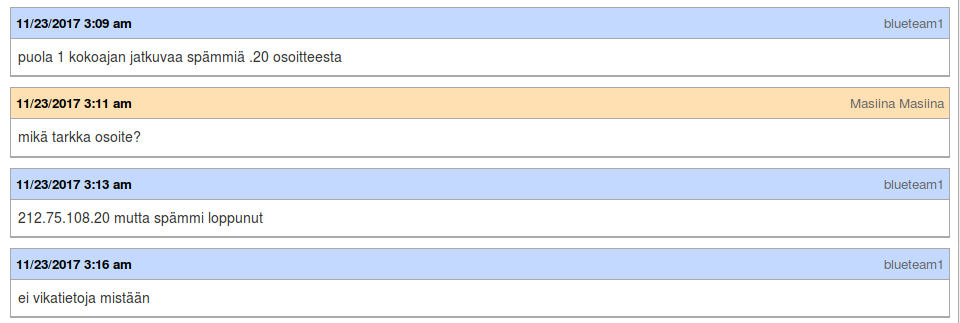 11/23/2017 3:09 am blueteam1
puola 1 kokoajan jatkuvaa spämmiä .20 osoitteesta
11/23/2017 3:11 am Masiina Masiina
mikä tarkka osoite?
11/23/2017 3:13 am blueteam1
212.75.108.20 mutta spämmi loppunut
11/23/2017 3:16 am blueteam1
ei vikatietoja mistään